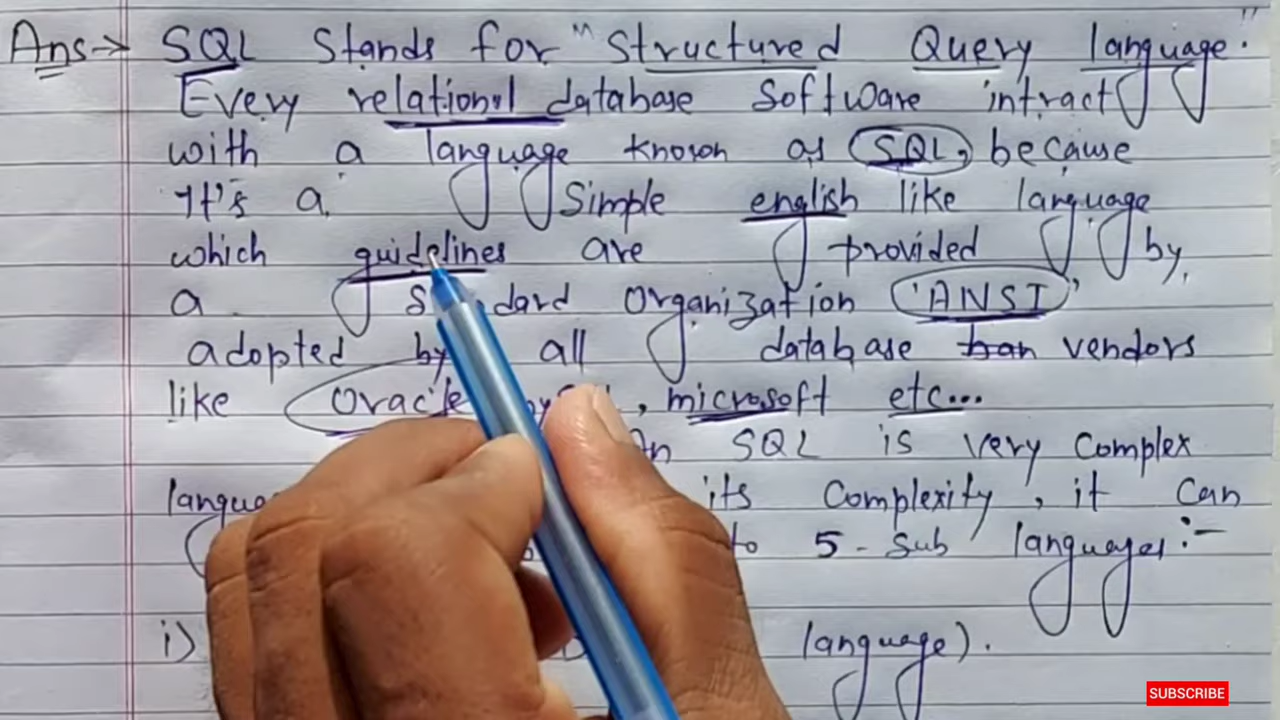 Ans→ SQL Stands for "Structured Query language."
Every relational database Software intract
with a language known as SQL, because
It's a Simple english like language
which guidelines are provided by,
a organization 'ANSI'
adopted by all database vendors
like Oracle , microsoft etc...
SQL is very Complex
its Complexity, it can
to 5 - Sub languages :-
i) language).
SUBSCRIBE